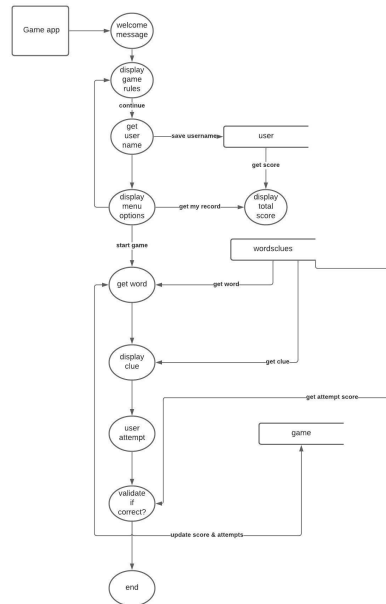 Game app
welcome
message
display
game
rules
continue
get
user
name
save username
user
get score
display
menu
options
get my record
display
total
score
start game
wordsclues
get word
get word
display
clue
get clue
user
attempt
get attempt score
game
validate
if
correct?
update score & attempts
end